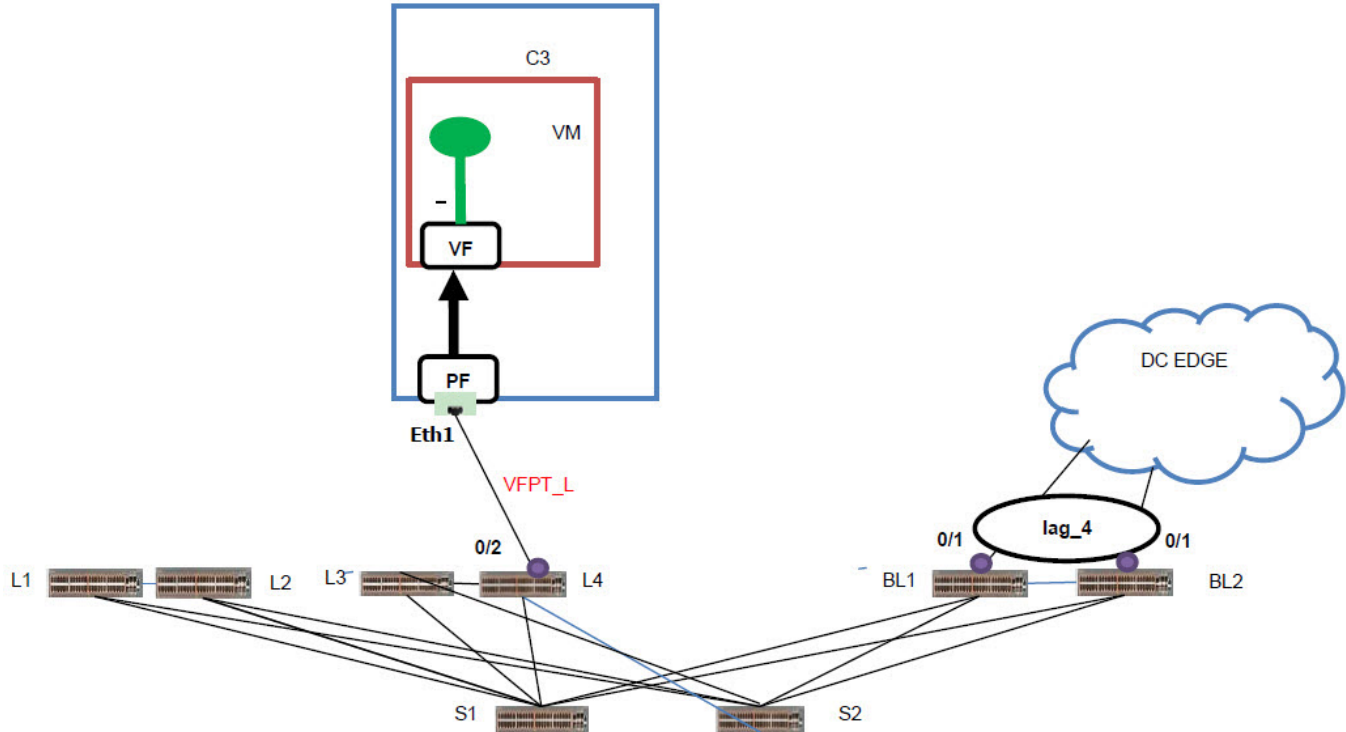 C3
VM
VF
PF
Eth1
VFPT_L
DC EDGE
lag_4
0/2
0/1
0/1
L1
L2
L3
L4
BL1
BL2
S1
S2